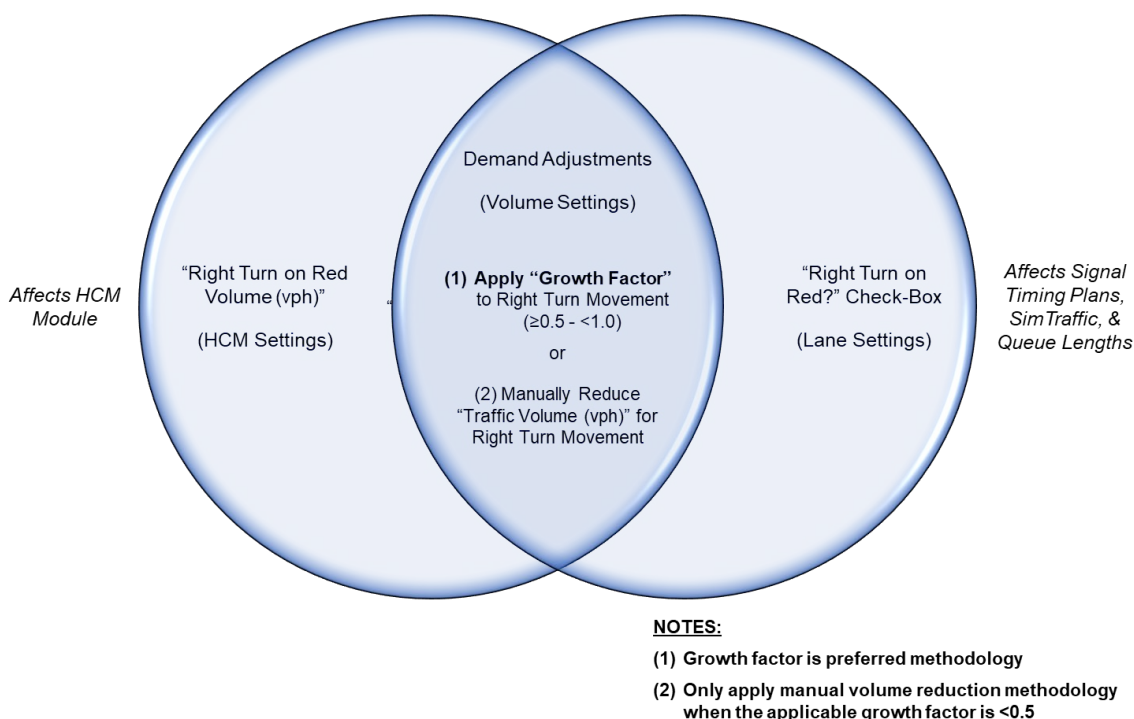 Demand Adjustments
(Volume Settings)
“Right Turn on Red
Volume (vph)”
(HCM Settings)
Affects HCM
Module
“
(1) Apply “Growth Factor”
to Right Turn Movement
(≥0.5 - <1.0)
or
(2) Manually Reduce
“Traffic Volume (vph)” for
Right Turn Movement
“Right Turn on
Red?” Check-Box
(Lane Settings)
Affects Signal
Timing Plans,
SimTraffic, &
Queue Lengths
NOTES:
(1) Growth factor is preferred methodology
(2) Only apply manual volume reduction methodology
when the applicable growth factor is <0.5